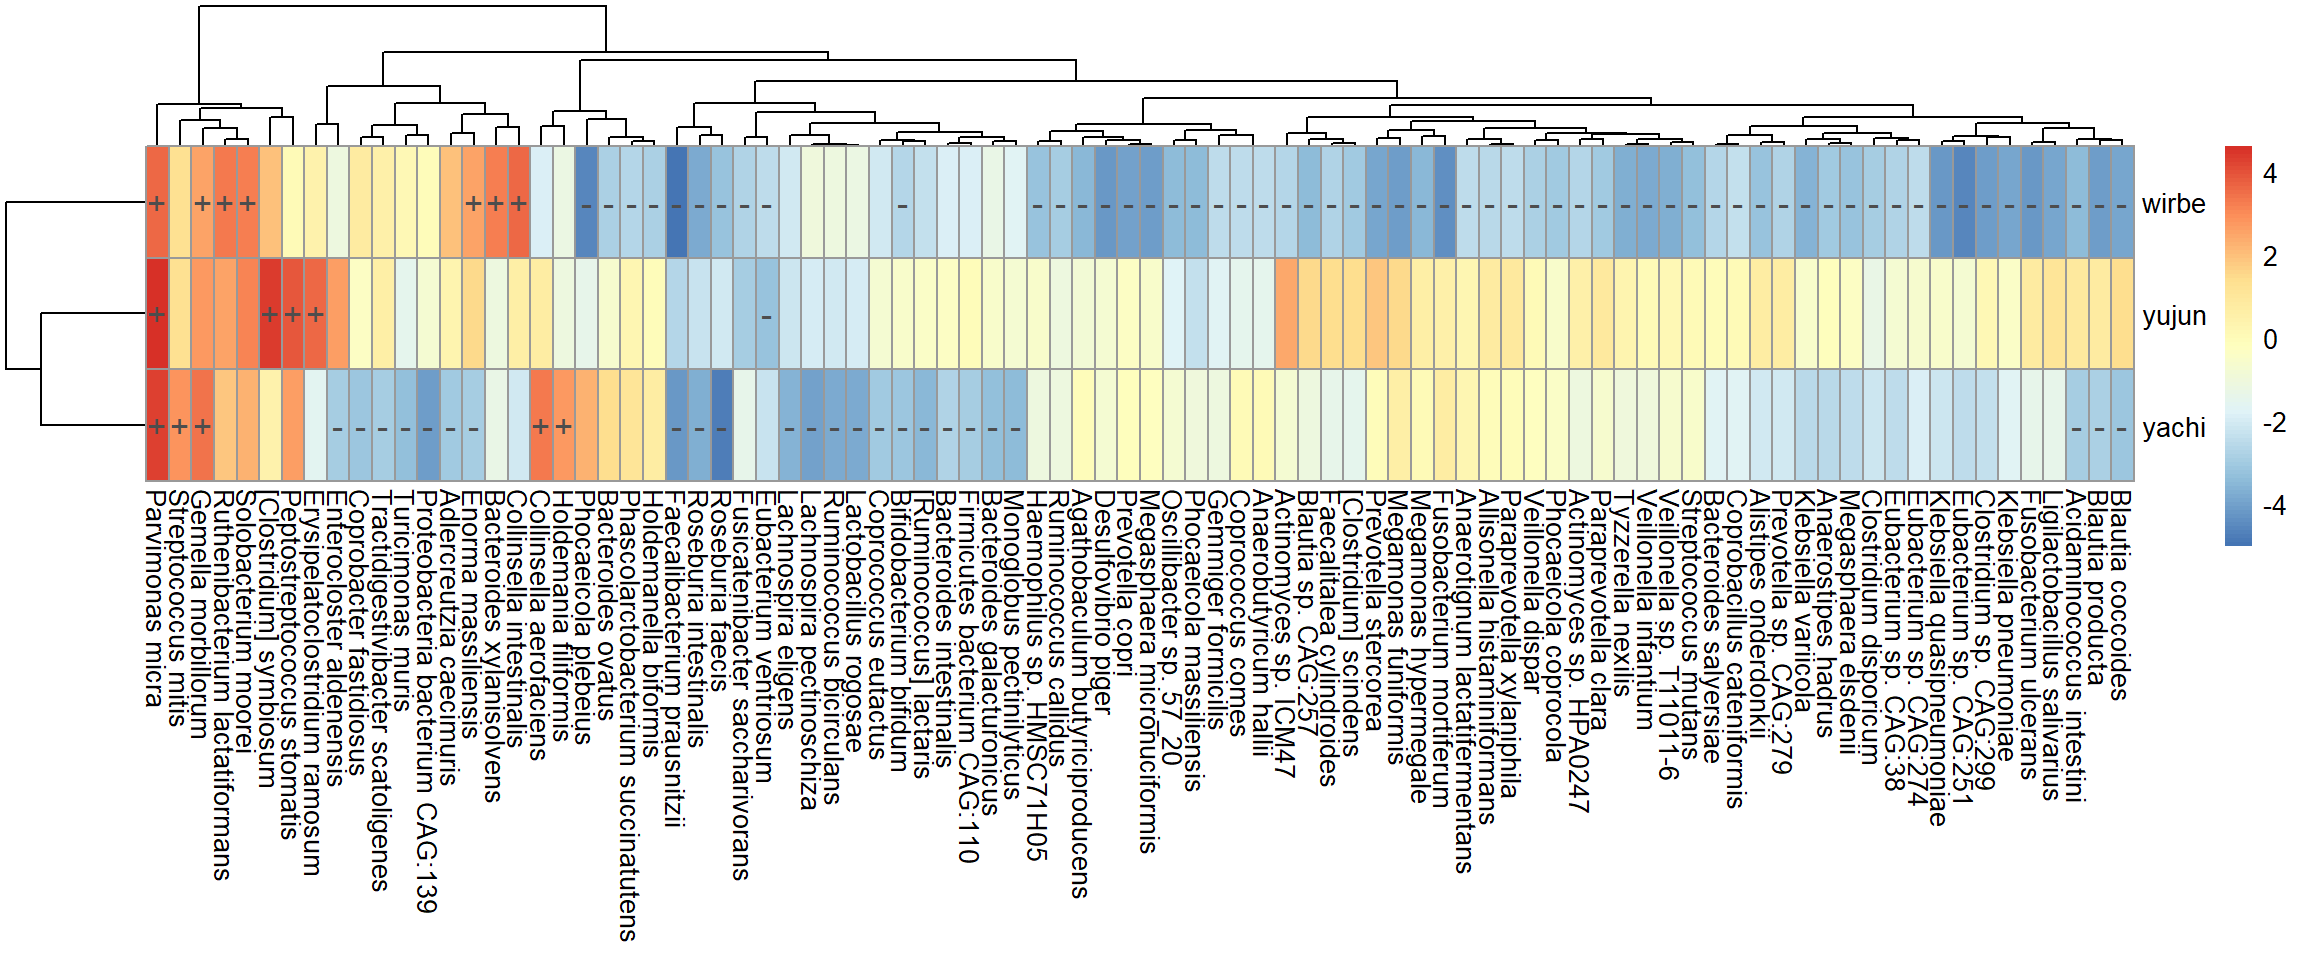 wirbe
yujun
yachi
4
2
0
-2
-4
Parvimonas micra
Streptococcus mitis
Gemella morbillorum
Ruthenibacterium lactatiformans
Solobacterium moorei
[Clostridium] symbiosum
Peptostreptococcus stomatis
Erysipelatoclostridium ramosum
Enterocloster aldenensis
Coprobacter fastidiosus
Tractidigestivibacter scatoligenes
Turicimonas muris
Proteobacteria bacterium CAG:139
Adlercreutzia caecimuris
Enorma massiliensis
Bacteroides xylanisolvens
Collinsella intestinalis
Collinsella aerofaciens
Holdemania filiformis
Phocaeicola plebeius
Bacteroides ovatus
Phascolarctobacterium succinatutens
Holdemanella biformis
Faecalibacterium prausnitzii
Roseburia intestinalis
Roseburia faecis
Fusicatenibacter saccharivorans
Eubacterium ventriosum
Lachnospira eligens
Lachnospira pectinoschiza
Ruminococcus bicirculans
Lactobacillus rogosae
Coprococcus eutactus
Bifidobacterium bifidum
[Ruminococcus] lactaris
Bacteroides intestinalis
Firmicutes bacterium CAG:110
Bacteroides galacturonicus
Monoglobus pectinilyticus
Haemophilus sp. HMSC71H05
Ruminococcus callidus
Agathobaculum butyriciproducens
Desulfovibrio piger
Prevotella copri
Megasphaera micronuciformis
Oscillibacter sp. 57_20
Phocaeicola massiliensis
Gemmiger formicilis
Coprococcus comes
Anaerobutyricum hallii
Actinomyces sp. ICM47
Blautia sp. CAG:257
Faecalitalea cylindroides
[Clostridium] scindens
Prevotella stercorea
Megamonas funiformis
Megamonas hypermegale
Fusobacterium mortiferum
Anaerotignum lactatifermentans
Allisonella histaminiformans
Paraprevotella xylaniphila
Veillonella dispar
Phocaeicola coprocola
Actinomyces sp. HPA0247
Paraprevotella clara
Tyzzerella nexilis
Veillonella infantium
Veillonella sp. T11011-6
Streptococcus mutans
Bacteroides salyersiae
Coprobacillus cateniformis
Alistipes onderdonkii
Prevotella sp. CAG:279
Klebsiella variicola
Anaerostipes hadrus
Megasphaera elsdenii
Clostridium disporicum
Eubacterium sp. CAG:38
Eubacterium sp. CAG:274
Klebsiella quasipneumoniae
Eubacterium sp. CAG:251
Clostridium sp. CAG:299
Klebsiella pneumoniae
Fusobacterium ulcerans
Ligilactobacillus salivarius
Acidaminococcus intestini
Blautia producta
Blautia coccoides